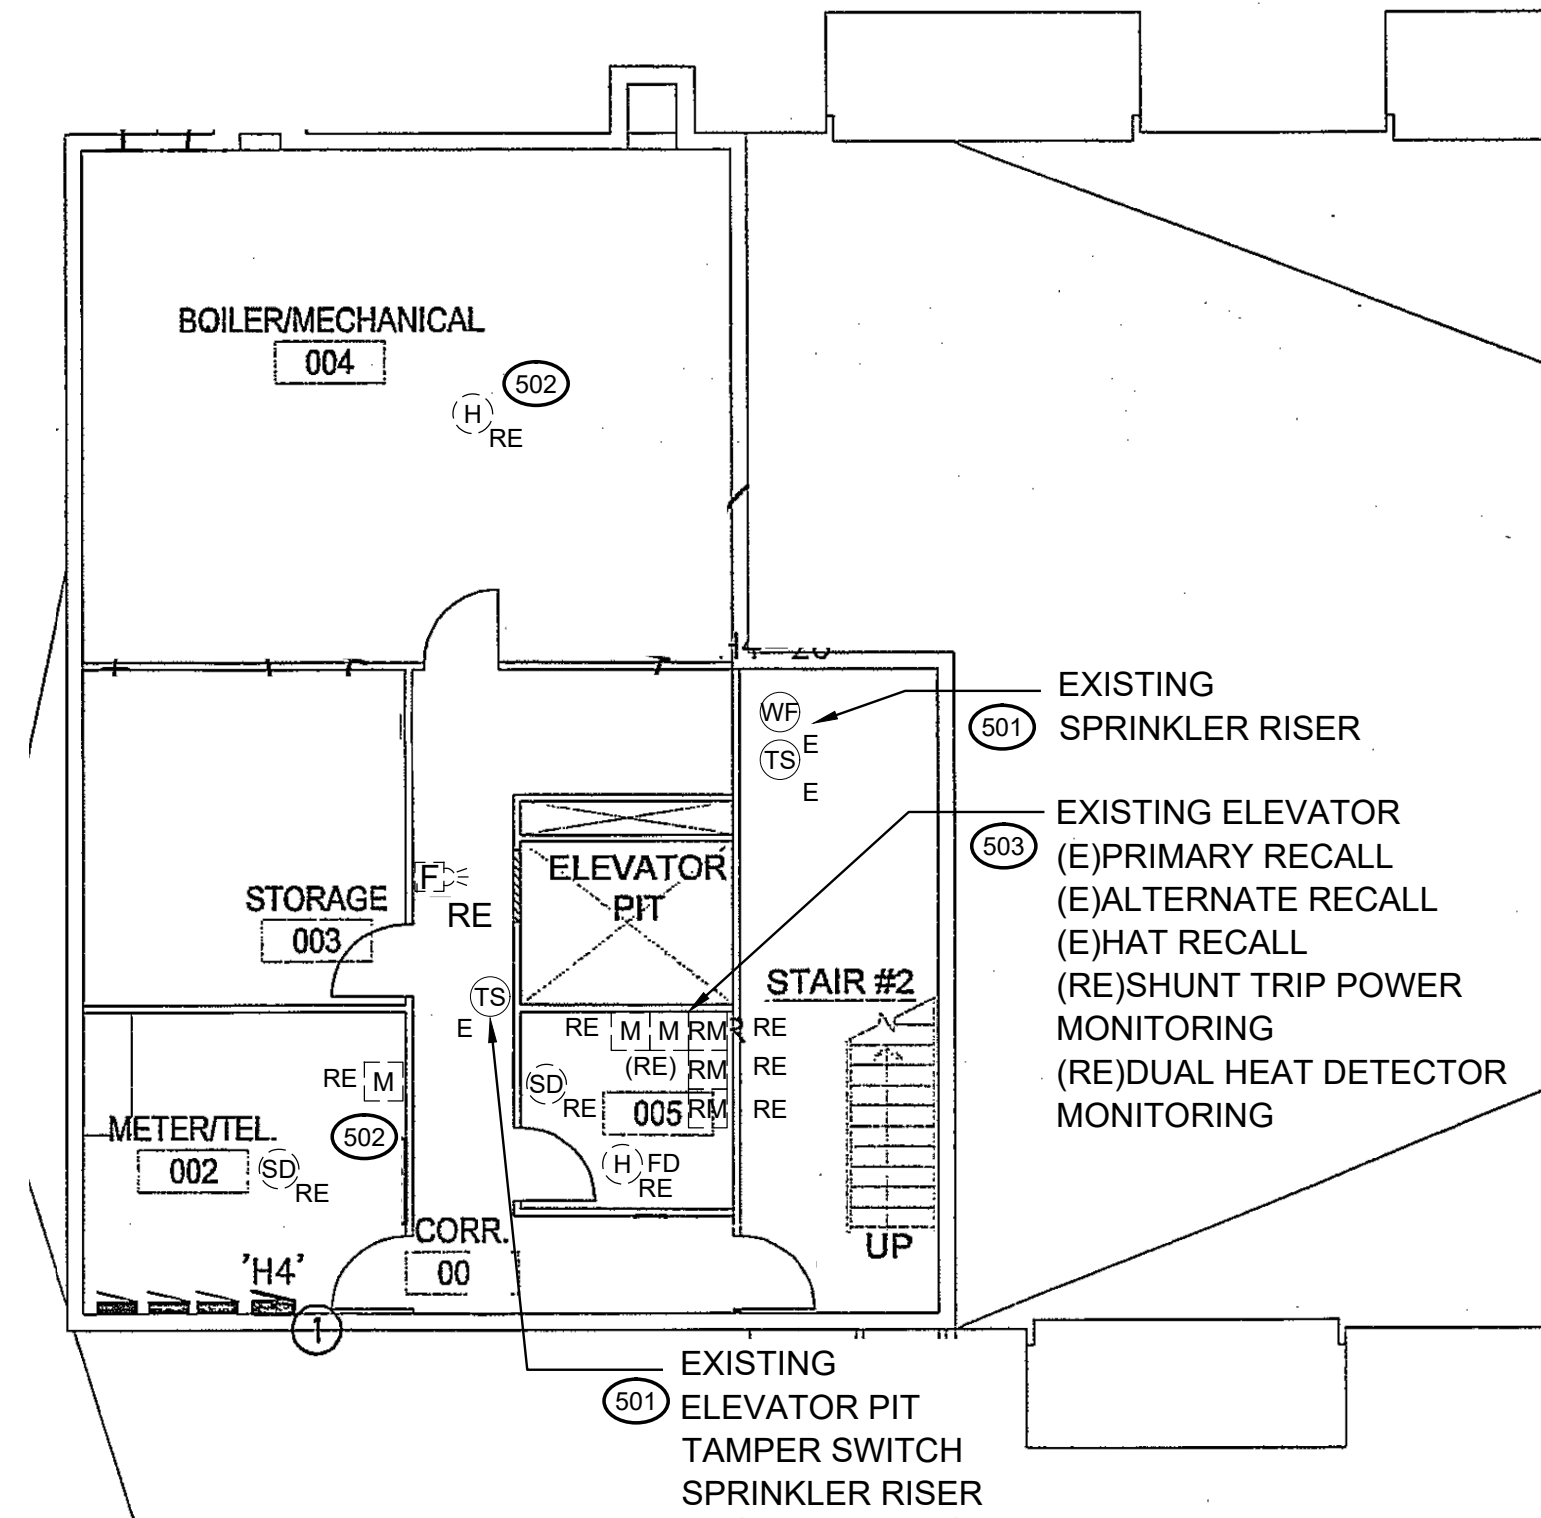 BOILER/MECHANICAL
004
502
H
RE
EXISTING
501 SPRINKLER RISER
WF
E
TS
E
EXISTING ELEVATOR
503
(E)PRIMARY RECALL
(E)ALTERNATE RECALL
(E)HAT RECALL
(RE)SHUNT TRIP POWER
MONITORING
(RE)DUAL HEAT DETECTOR
MONITORING
ELEVATOR
PIT
F
RE
STORAGE
003
TS
E
STAIR #2
RE M M RM R RE
(RE) RM RE
SD
RE
005 RM RE
H FD
RE
RE M
502
METER/TEL.
002
SD
RE
CORR.
00
UP
'H4'
1
EXISTING
501 ELEVATOR PIT
TAMPER SWITCH
SPRINKLER RISER